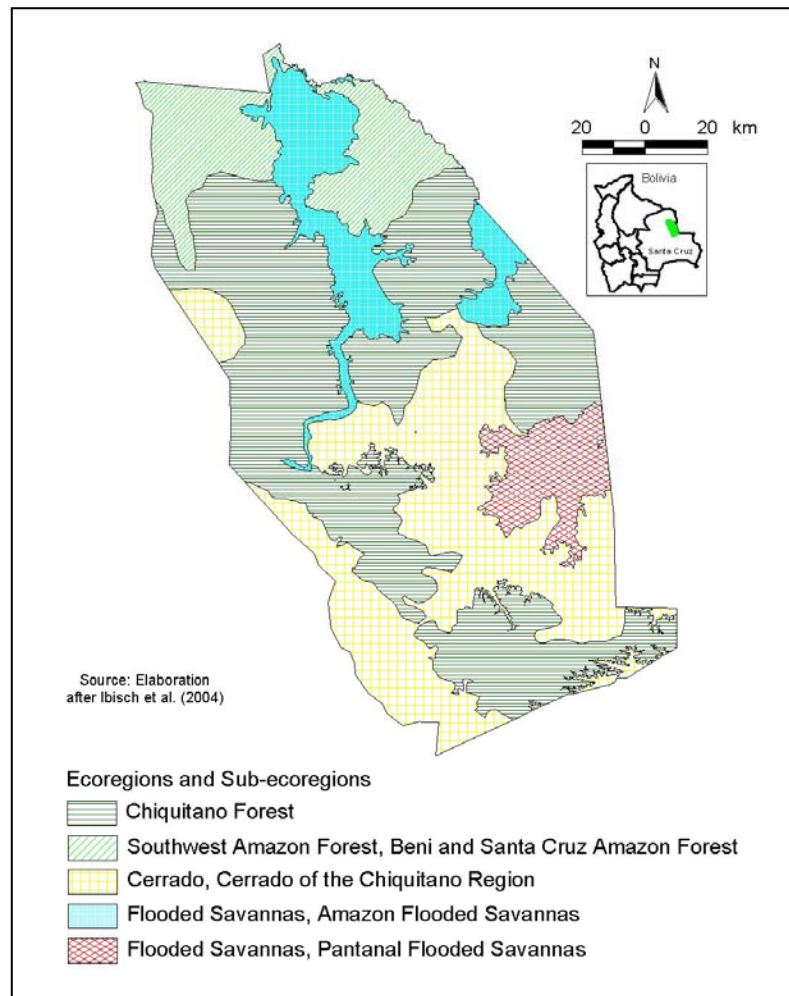 N
20 0 20 km
Bolivia
Santa Cruz
Source: Elaboration
after Ibisch et al. (2004)
Ecoregions and Sub-ecoregions
Chiquitano Forest
Southwest Amazon Forest, Beni and Santa Cruz Amazon Forest
Cerrado, Cerrado of the Chiquitano Region
Flooded Savannas, Amazon Flooded Savannas
Flooded Savannas, Pantanal Flooded Savannas